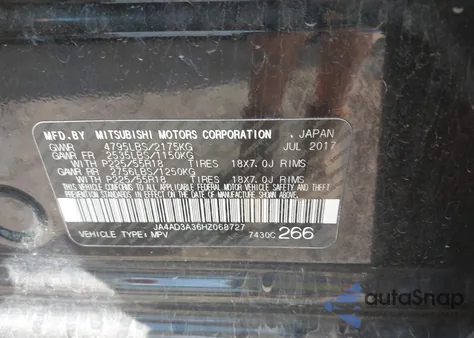 MFD.BY MITSUBISHI MOTORS CORPORATION . JAPAN
GVWR 4795LBS/2175KG JUL 2017
GAWR FR 2535LBS/1150KG
WITH P225/55R18 TIRES 18X7.0J RIMS
GAWR RR 2756LBS/1250KG
WITH P225/55R18 TIRES 18X7.0J RIMS
THIS VEHICLE CONFORMS TO ALL APPLICABLE FEDERAL
MOTOR VEHICLE SAFETY, BUMPER, AND THEFT
PREVENTION STANDARDS IN EFFECT ON THE
DATE OF MANUFACTURE SHOWN ABOVE.
JA4AD3A36HZ068727
VEHICLE TYPE: MPV 7430C 266
autoSnap